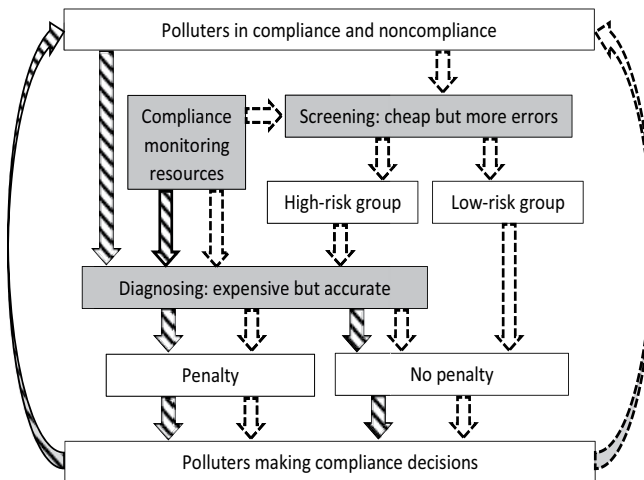 Polluters in compliance and noncompliance
Compliance
monitoring
resources
Screening: cheap but more errors
High-risk group
Low-risk group
Diagnosing: expensive but accurate
Penalty
No penalty
Polluters making compliance decisions